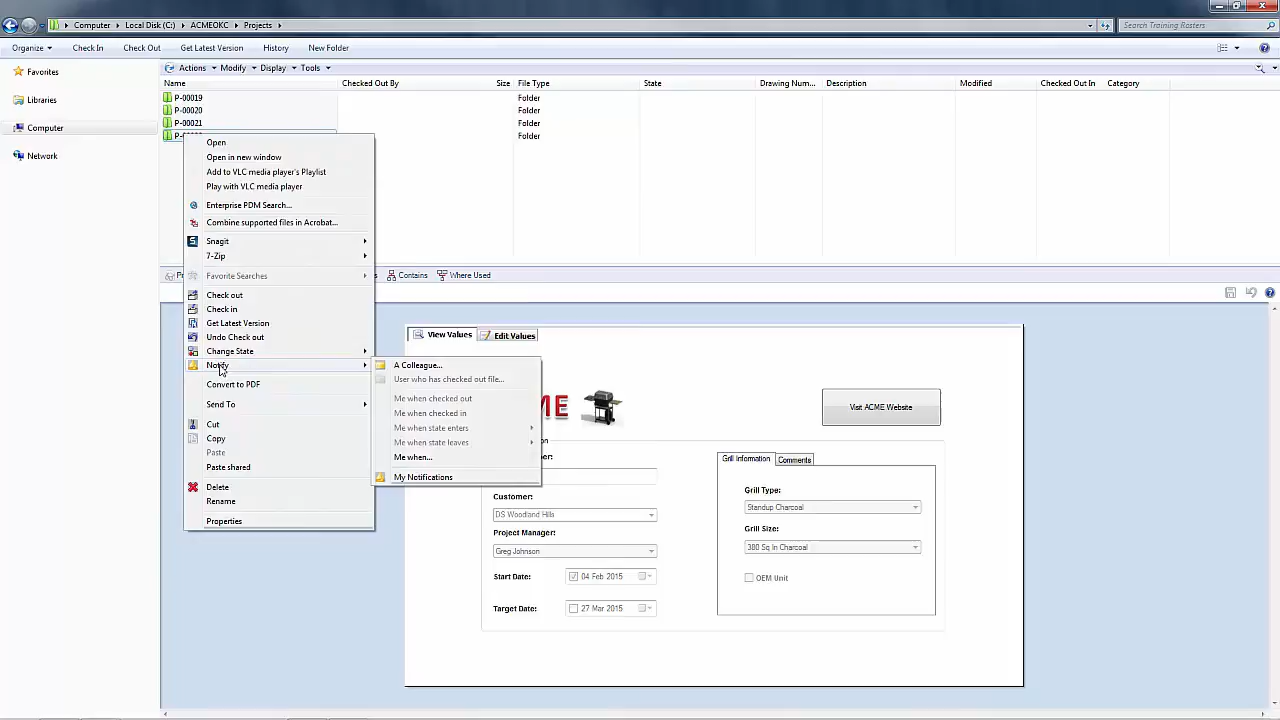 Computer ▸ Local Disk (C:) ▸ ACMEOKC ▸ Projects ▸
Search Training Rasters
Organize Check In Check Out Get Latest Version History New Folder
Favorites
Libraries
Computer
Network
Actions Modify Display Tools
Name Checked Out By Size File Type State Drawing Num... Description Modified Checked Out In Category
P-00019 Folder
P-00020 Folder
P-00021 Folder
Folder
Open
Open in new window
Add to VLC media player's Playlist
Play with VLC media player
Enterprise PDM Search...
Combine supported files in Acrobat...
Snagit
7-Zip
Favorite Searches
Check out
Check in
Get Latest Version
Undo Check out
Change State
Notify
Convert to PDF
Send To
Cut
Copy
Paste
Paste shared
Delete
Rename
Properties
A Colleague...
User who has checked out file...
Me when checked out
Me when checked in
Me when state enters
Me when state leaves
Me when...
My Notifications
Contains Where Used
View Values Edit Values
ME
Visit ACME Website
Customer:
DS Woodland Hills
Project Manager:
Greg Johnson
Start Date: 04 Feb 2015
Target Date: 27 Mar 2015
Grill Information Comments
Grill Type:
Standup Charcoal
Grill Size:
380 Sq In Charcoal
OEM Unit